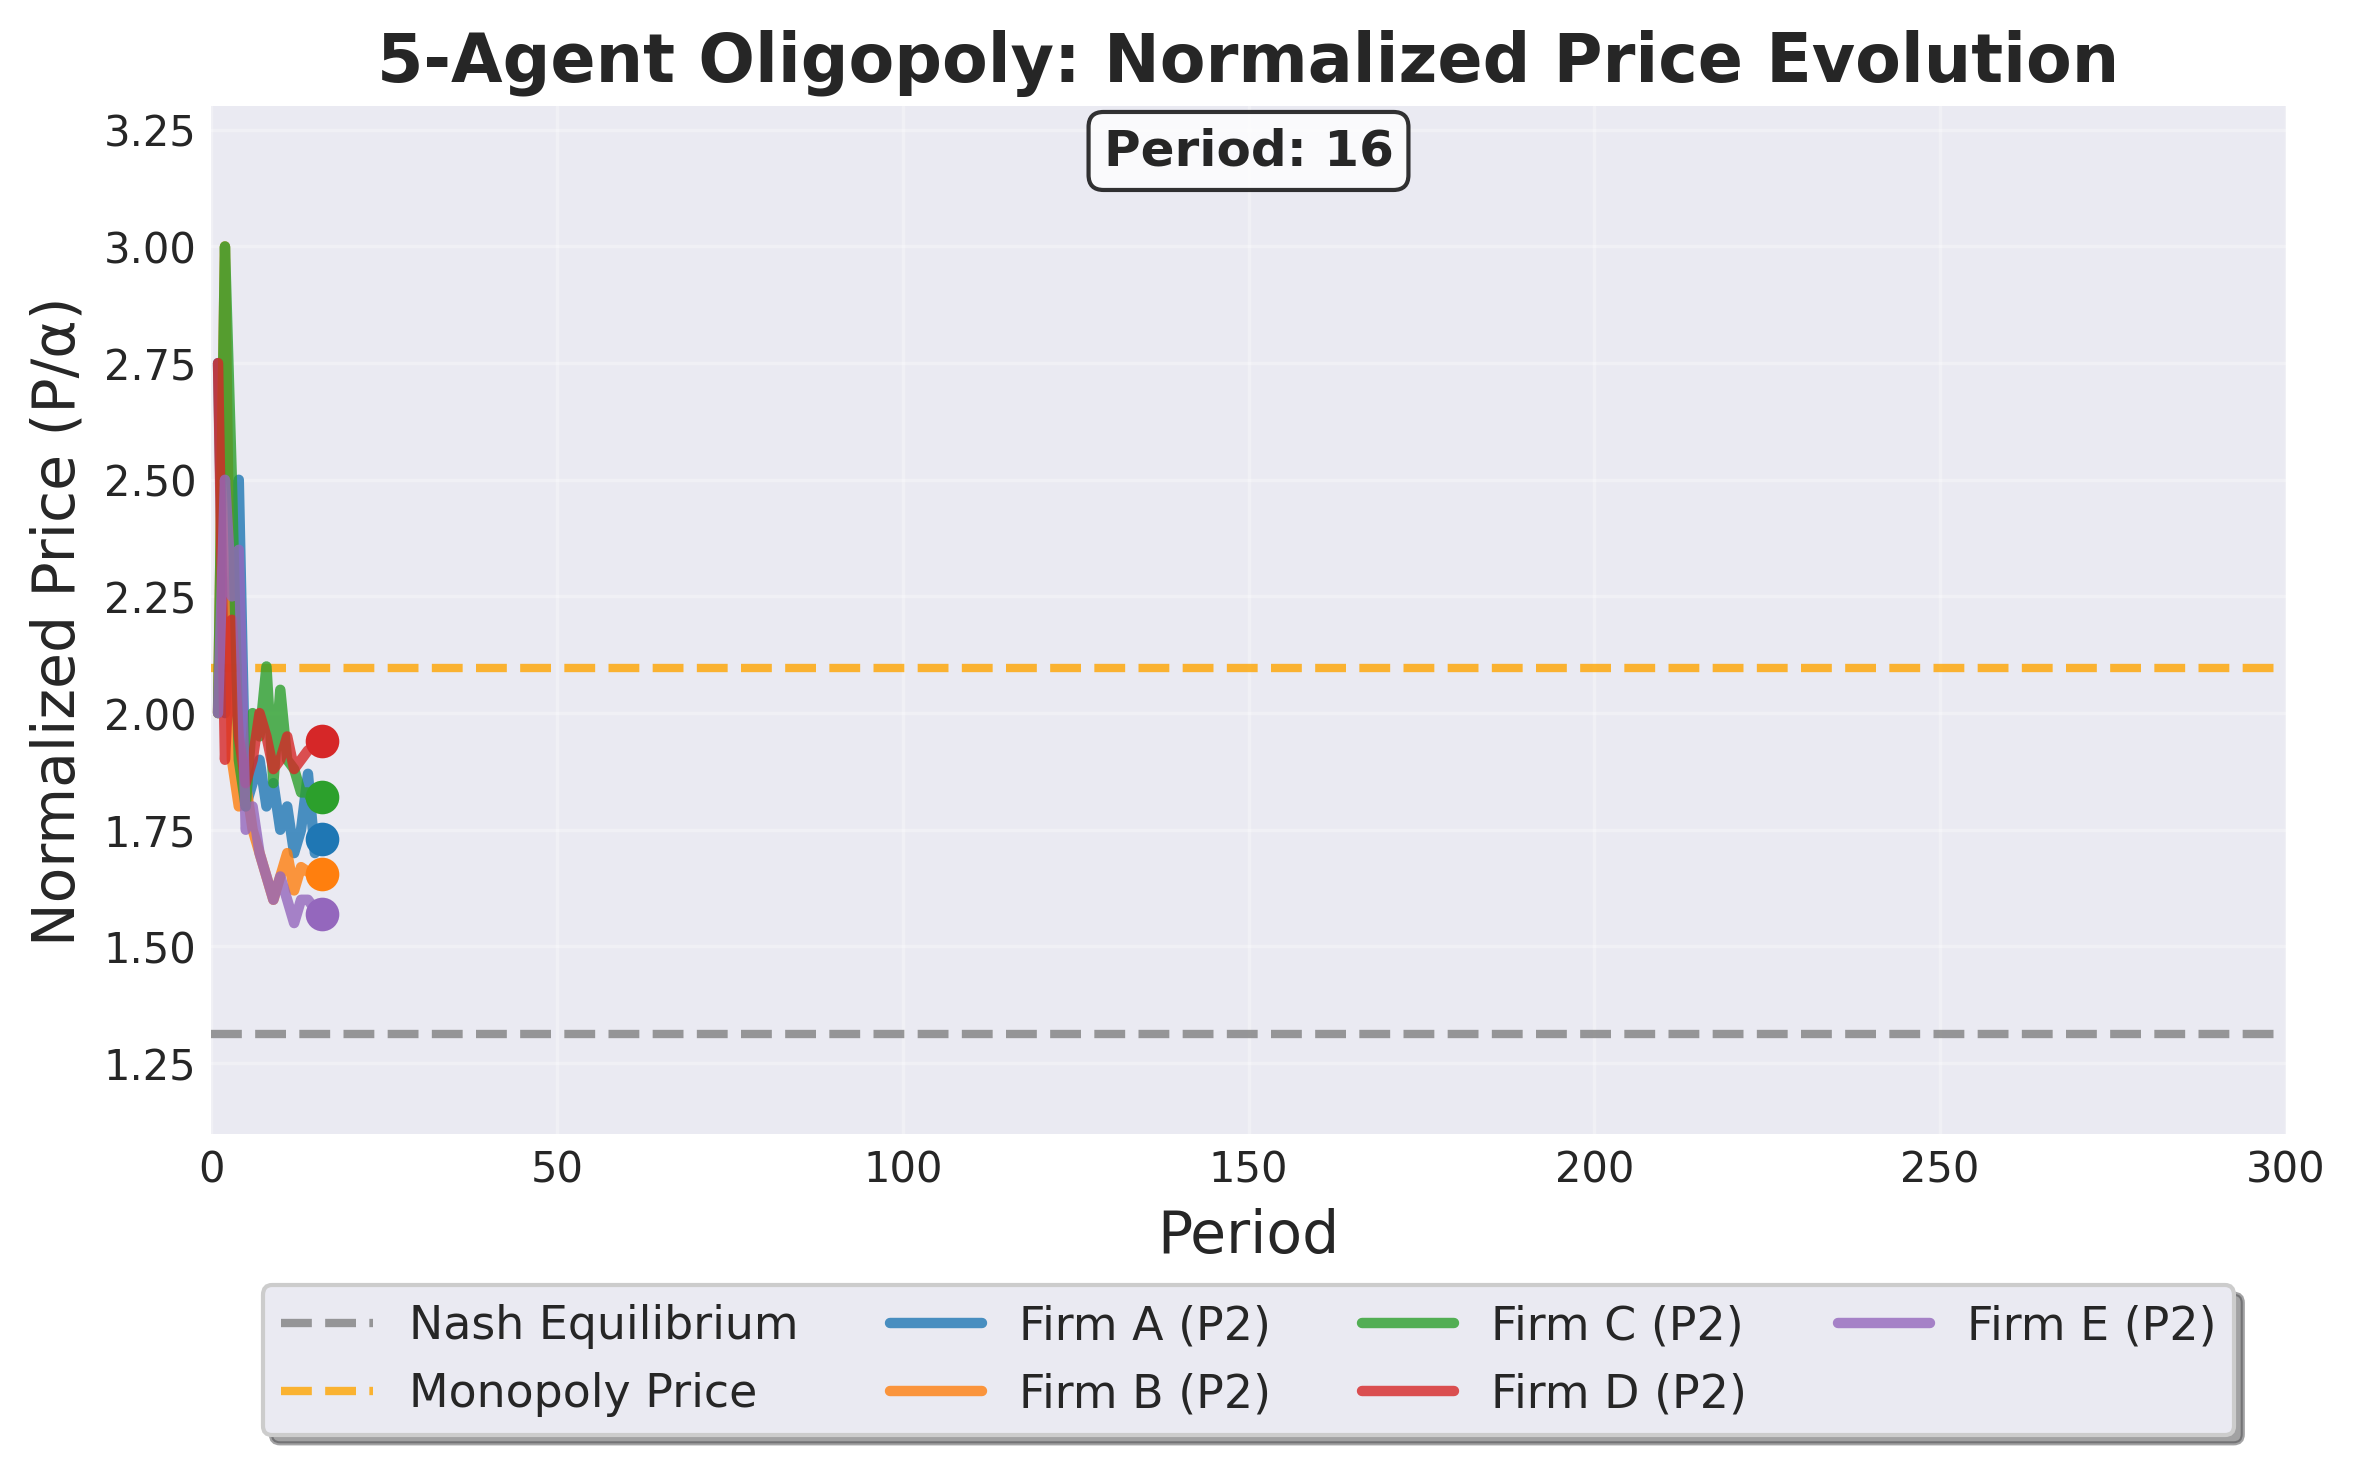 5-Agent Oligopoly: Normalized Price Evolution
Period: 16
Normalized Price (P/α)
3.25
3.00
2.75
2.50
2.25
2.00
1.75
1.50
1.25
0 50 100 150 200 250 300
Period
Nash Equilibrium
Monopoly Price
Firm A (P2)
Firm B (P2)
Firm C (P2)
Firm D (P2)
Firm E (P2)